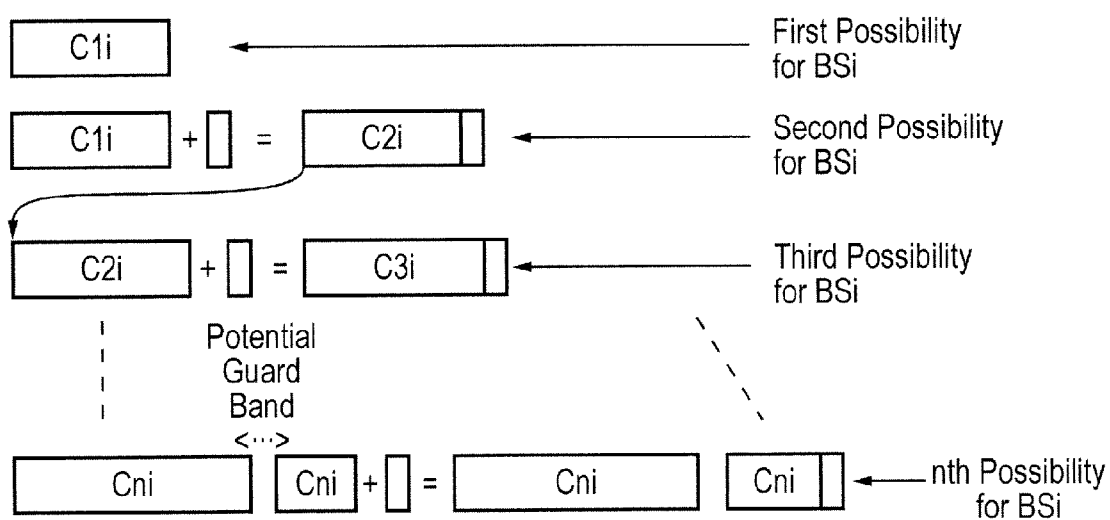 C1i
First Possibility
for BSi
C1i + = C2i
Second Possibility
for BSi
C2i + = C3i
Third Possibility
for BSi
Potential
Guard
Band
<···>
Cni Cni + = Cni Cni
nth Possibility
for BSi